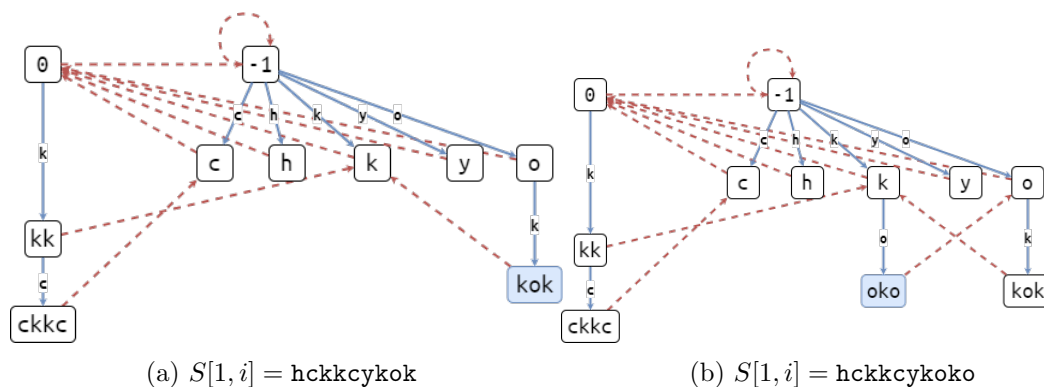 0 -1 0 -1
c h k y o c h k y o
k c h k y o k c h k y o
kk k kk o k
c kok c oko kok
ckkc ckkc
(a) S[1, i] = hckkcykok (b) S[1, i] = hckkcykoko